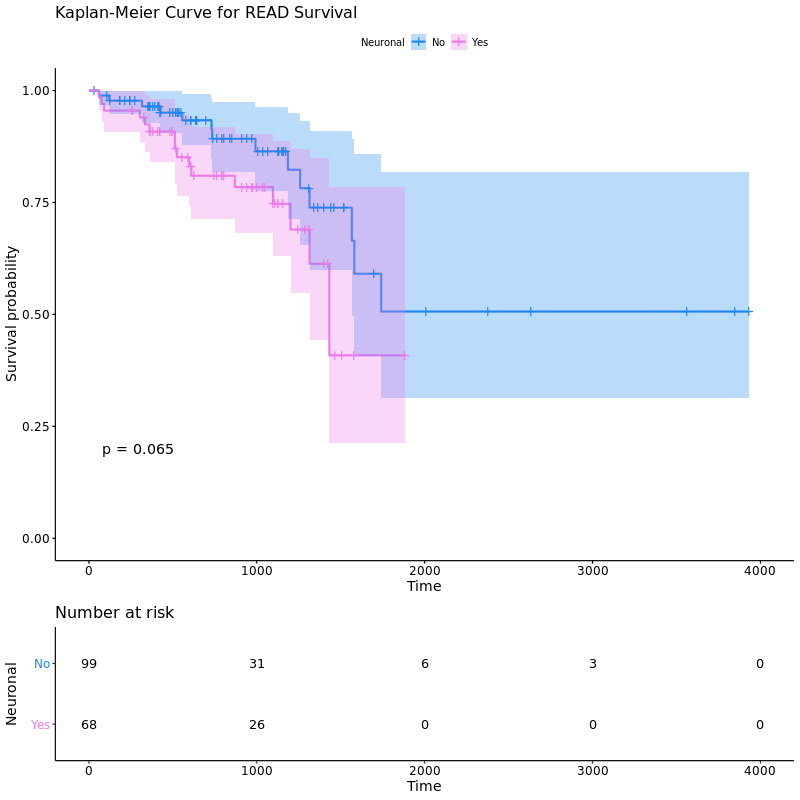 Kaplan-Meier Curve for READ Survival
Neuronal No Yes
Survival probability
1.00
0.75
0.50
0.25
0.00
p = 0.065
0 1000 2000 3000 4000
Time
Number at risk
Neuronal
No 99 31 6 3 0
Yes 68 26 0 0 0
0 1000 2000 3000 4000
Time